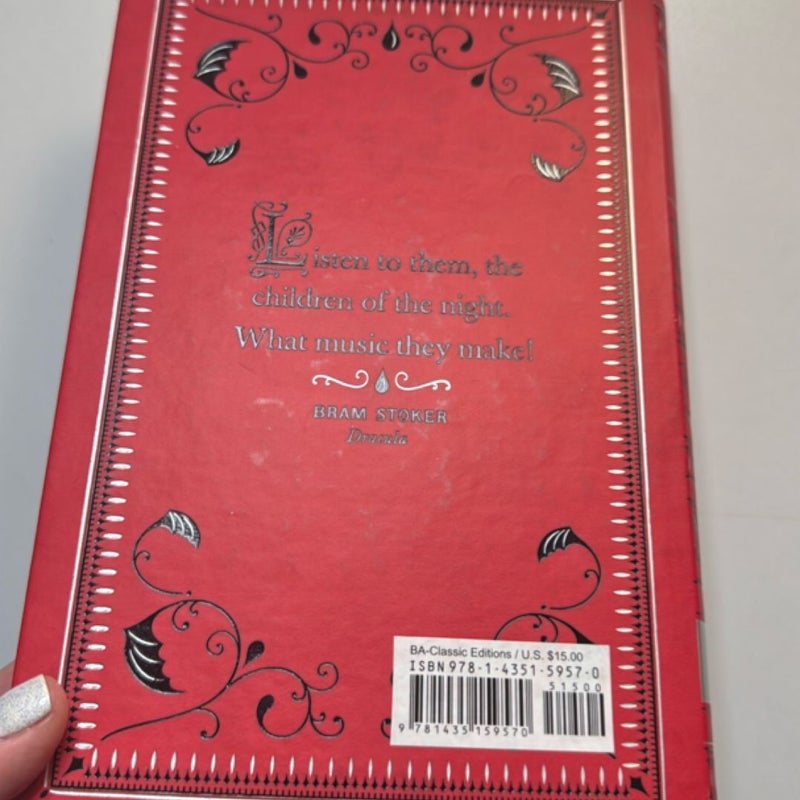 Listen to them, the
children of the night.
What music they make!
BRAM STOKER
Dracula
BA-Classic Editions / U.S. $15.00
ISBN 978-1-4351-5957-0
51500
9 781435 159570